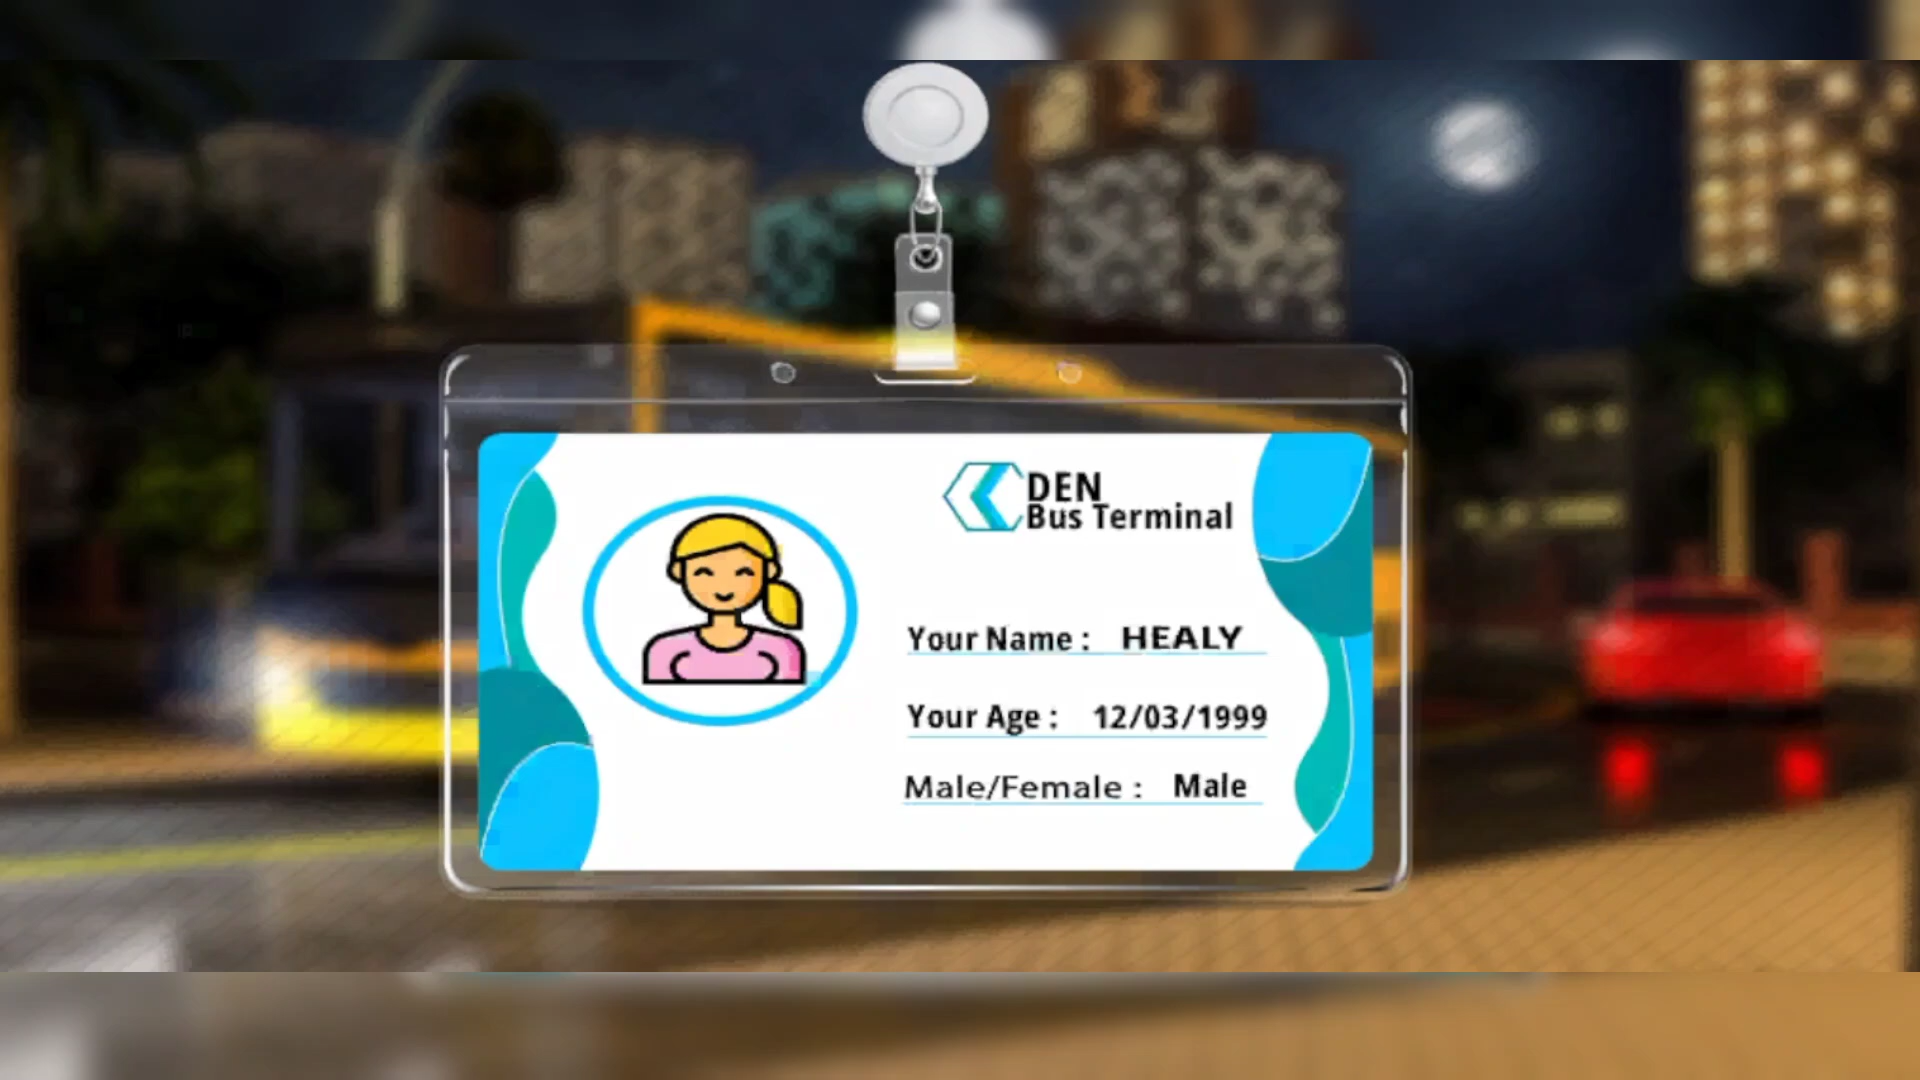 DEN
Bus Terminal
Your Name : HEALY
Your Age : 12/03/1999
Male/Female : Male